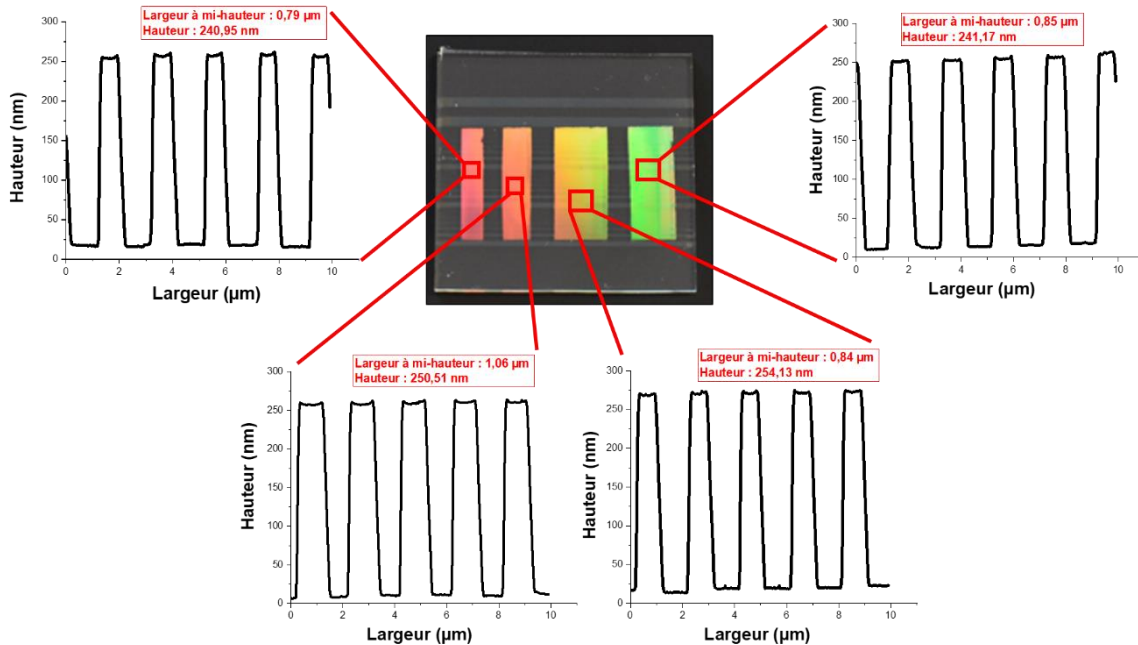 Largeur à mi-hauteur : 0,79 µm
Hauteur : 240,95 nm
300
250
200
150
100
50
0
Hauteur (nm)
0 2 4 6 8 10
Largeur (µm)
Largeur à mi-hauteur : 0,85 µm
Hauteur : 241,17 nm
300
250
200
150
100
50
0
Hauteur (nm)
0 2 4 6 8 10
Largeur (µm)
Largeur à mi-hauteur : 1,06 µm
Hauteur : 250,51 nm
300
250
200
150
100
50
0
Hauteur (nm)
0 2 4 6 8 10
Largeur (µm)
Largeur à mi-hauteur : 0,84 µm
Hauteur : 254,13 nm
300
250
200
150
100
50
0
Hauteur (nm)
0 2 4 6 8 10
Largeur (µm)